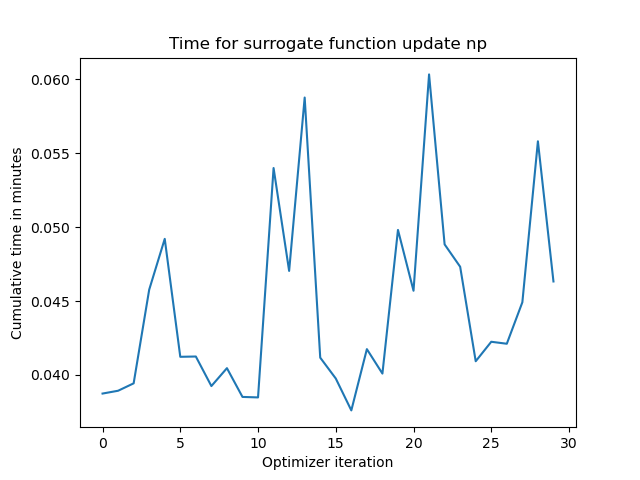 Time for surrogate function update np
Cumulative time in minutes
0.060
0.055
0.050
0.045
0.040
0 5 10 15 20 25 30
Optimizer iteration